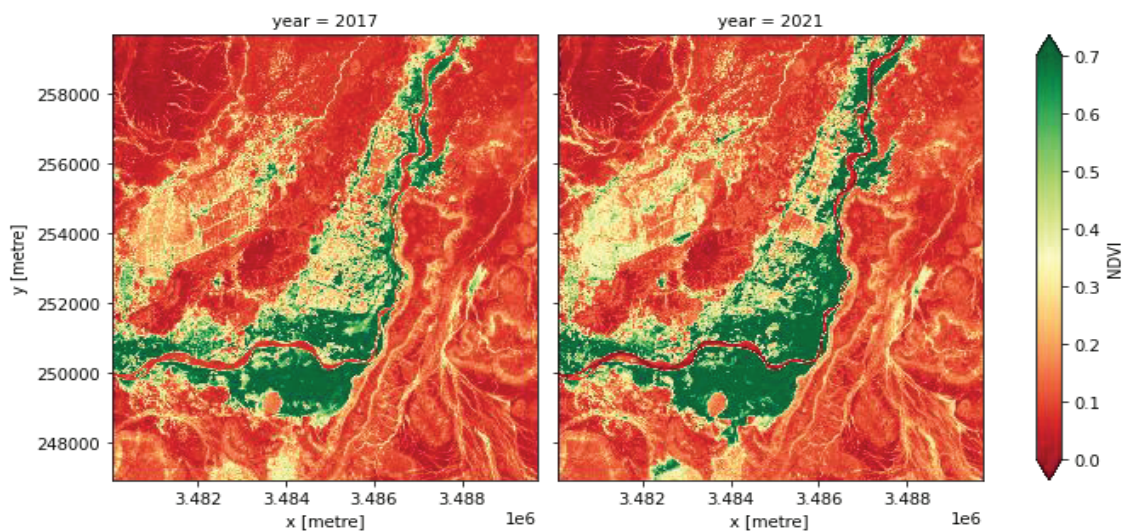 year = 2017
year = 2021
258000
256000
254000
252000
250000
248000
y [metre]
3.482 3.484 3.486 3.488
1e6
x [metre]
3.482 3.484 3.486 3.488
1e6
x [metre]
0.7
0.6
0.5
0.4
0.3
0.2
0.1
0.0
NDVI